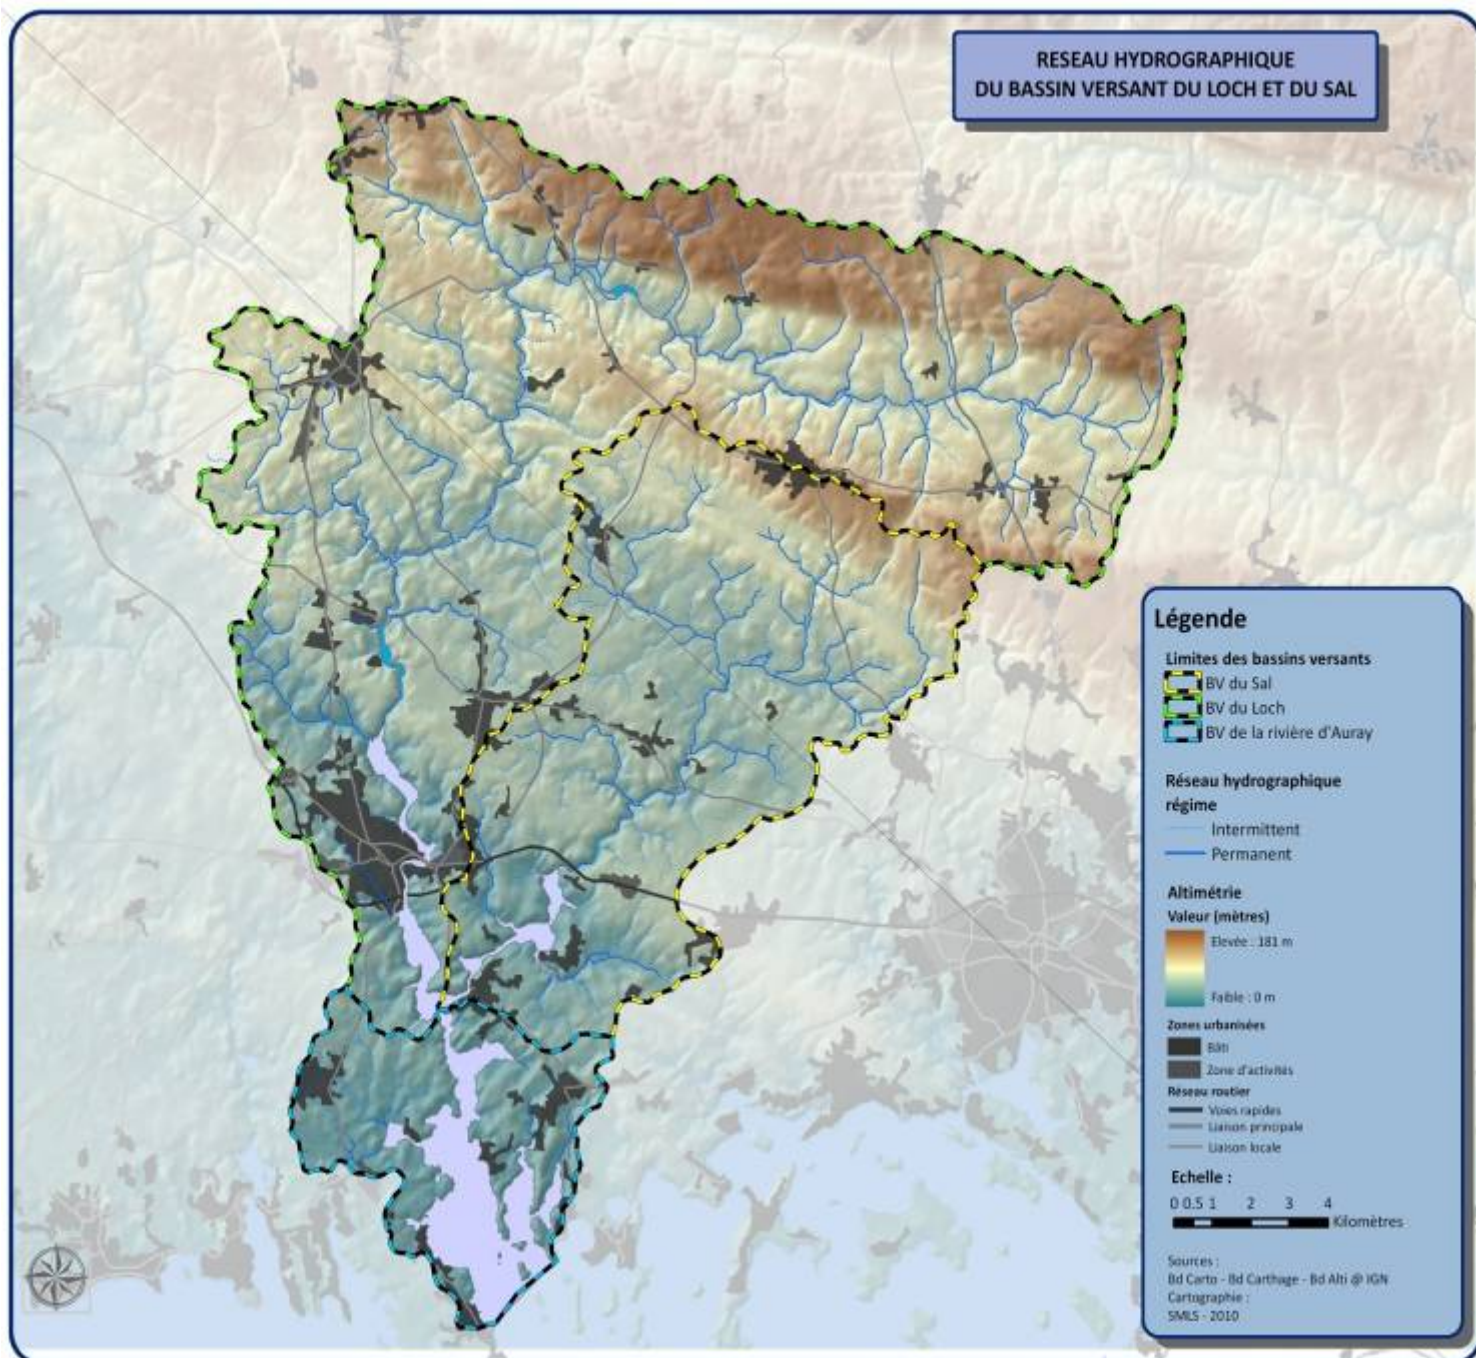 RESEAU HYDROGRAPHIQUE
DU BASSIN VERSANT DU LOCH ET DU SAL
Légende
Limites des bassins versants
BV du Sal
BV du Loch
BV de la rivière d'Auray
Réseau hydrographique
régime
Intermittent
Permanent
Altimétrie
Valeur (mètres)
Elevée : 181 m
Faible : 0 m
Zones urbanisées
Bâti
Zone d'activités
Réseau routier
Voies rapides
Liaison principale
Liaison locale
Echelle :
0 0.5 1 2 3 4
Kilomètres
Sources :
Bd Carto - Bd Carthage - Bd Alti @ IGN
Cartographie :
SMLS - 2010